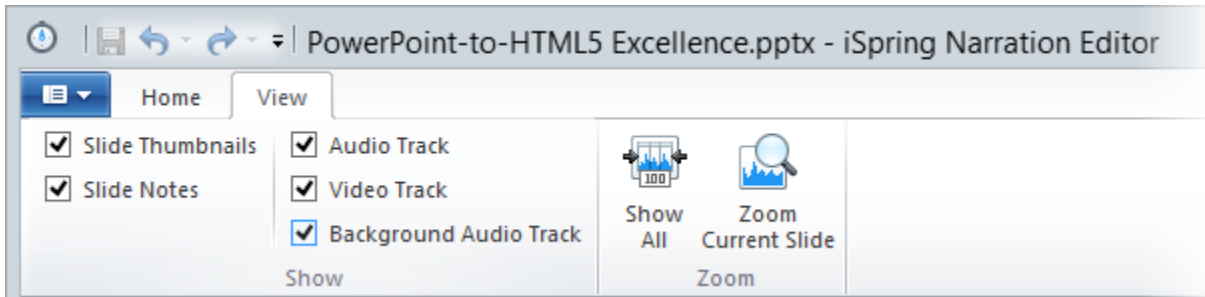 PowerPoint-to-HTML5 Excellence.pptx - iSpring Narration Editor
Home View
Slide Thumbnails
Slide Notes
Audio Track
Video Track
Background Audio Track
Show
100
Show
All
Zoom
Current Slide
Zoom